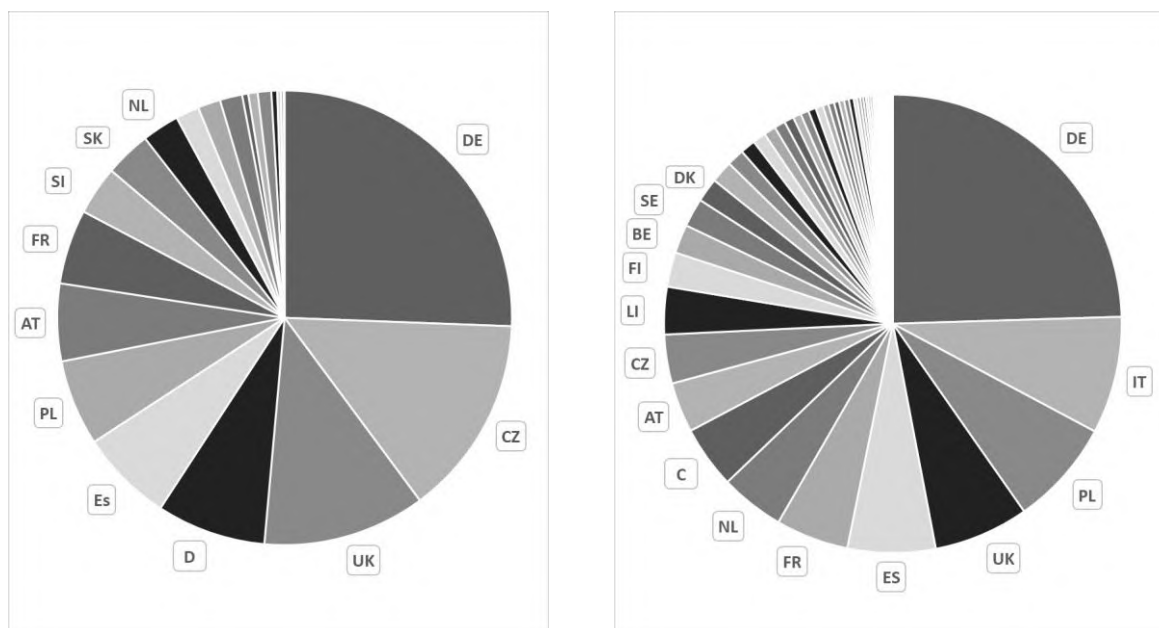 DE
CZ
UK
D
Es
PL
AT
FR
SI
SK
NL
DE
IT
PL
UK
ES
FR
NL
C
AT
CZ
LI
FI
BE
SE
DK